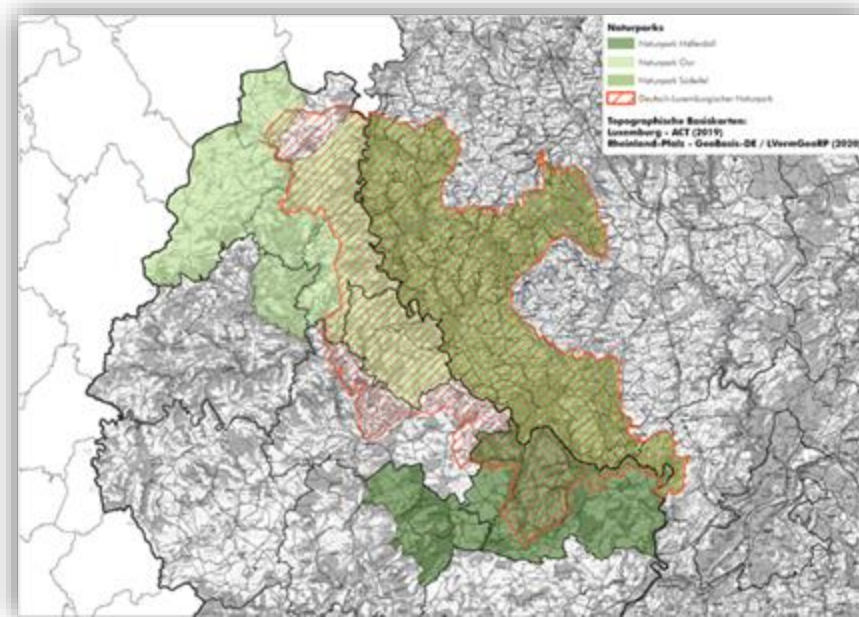 Naturparks
Naturpark Mëllerdall
Naturpark Our
Naturpark Südeifel
Deutsch-Luxemburgischer Naturpark
Topographische Basiskarten:
Luxemburg - ACT (2019)
Rheinland-Pfalz - GeoBasis-DE / LVermGeoRP (2020)